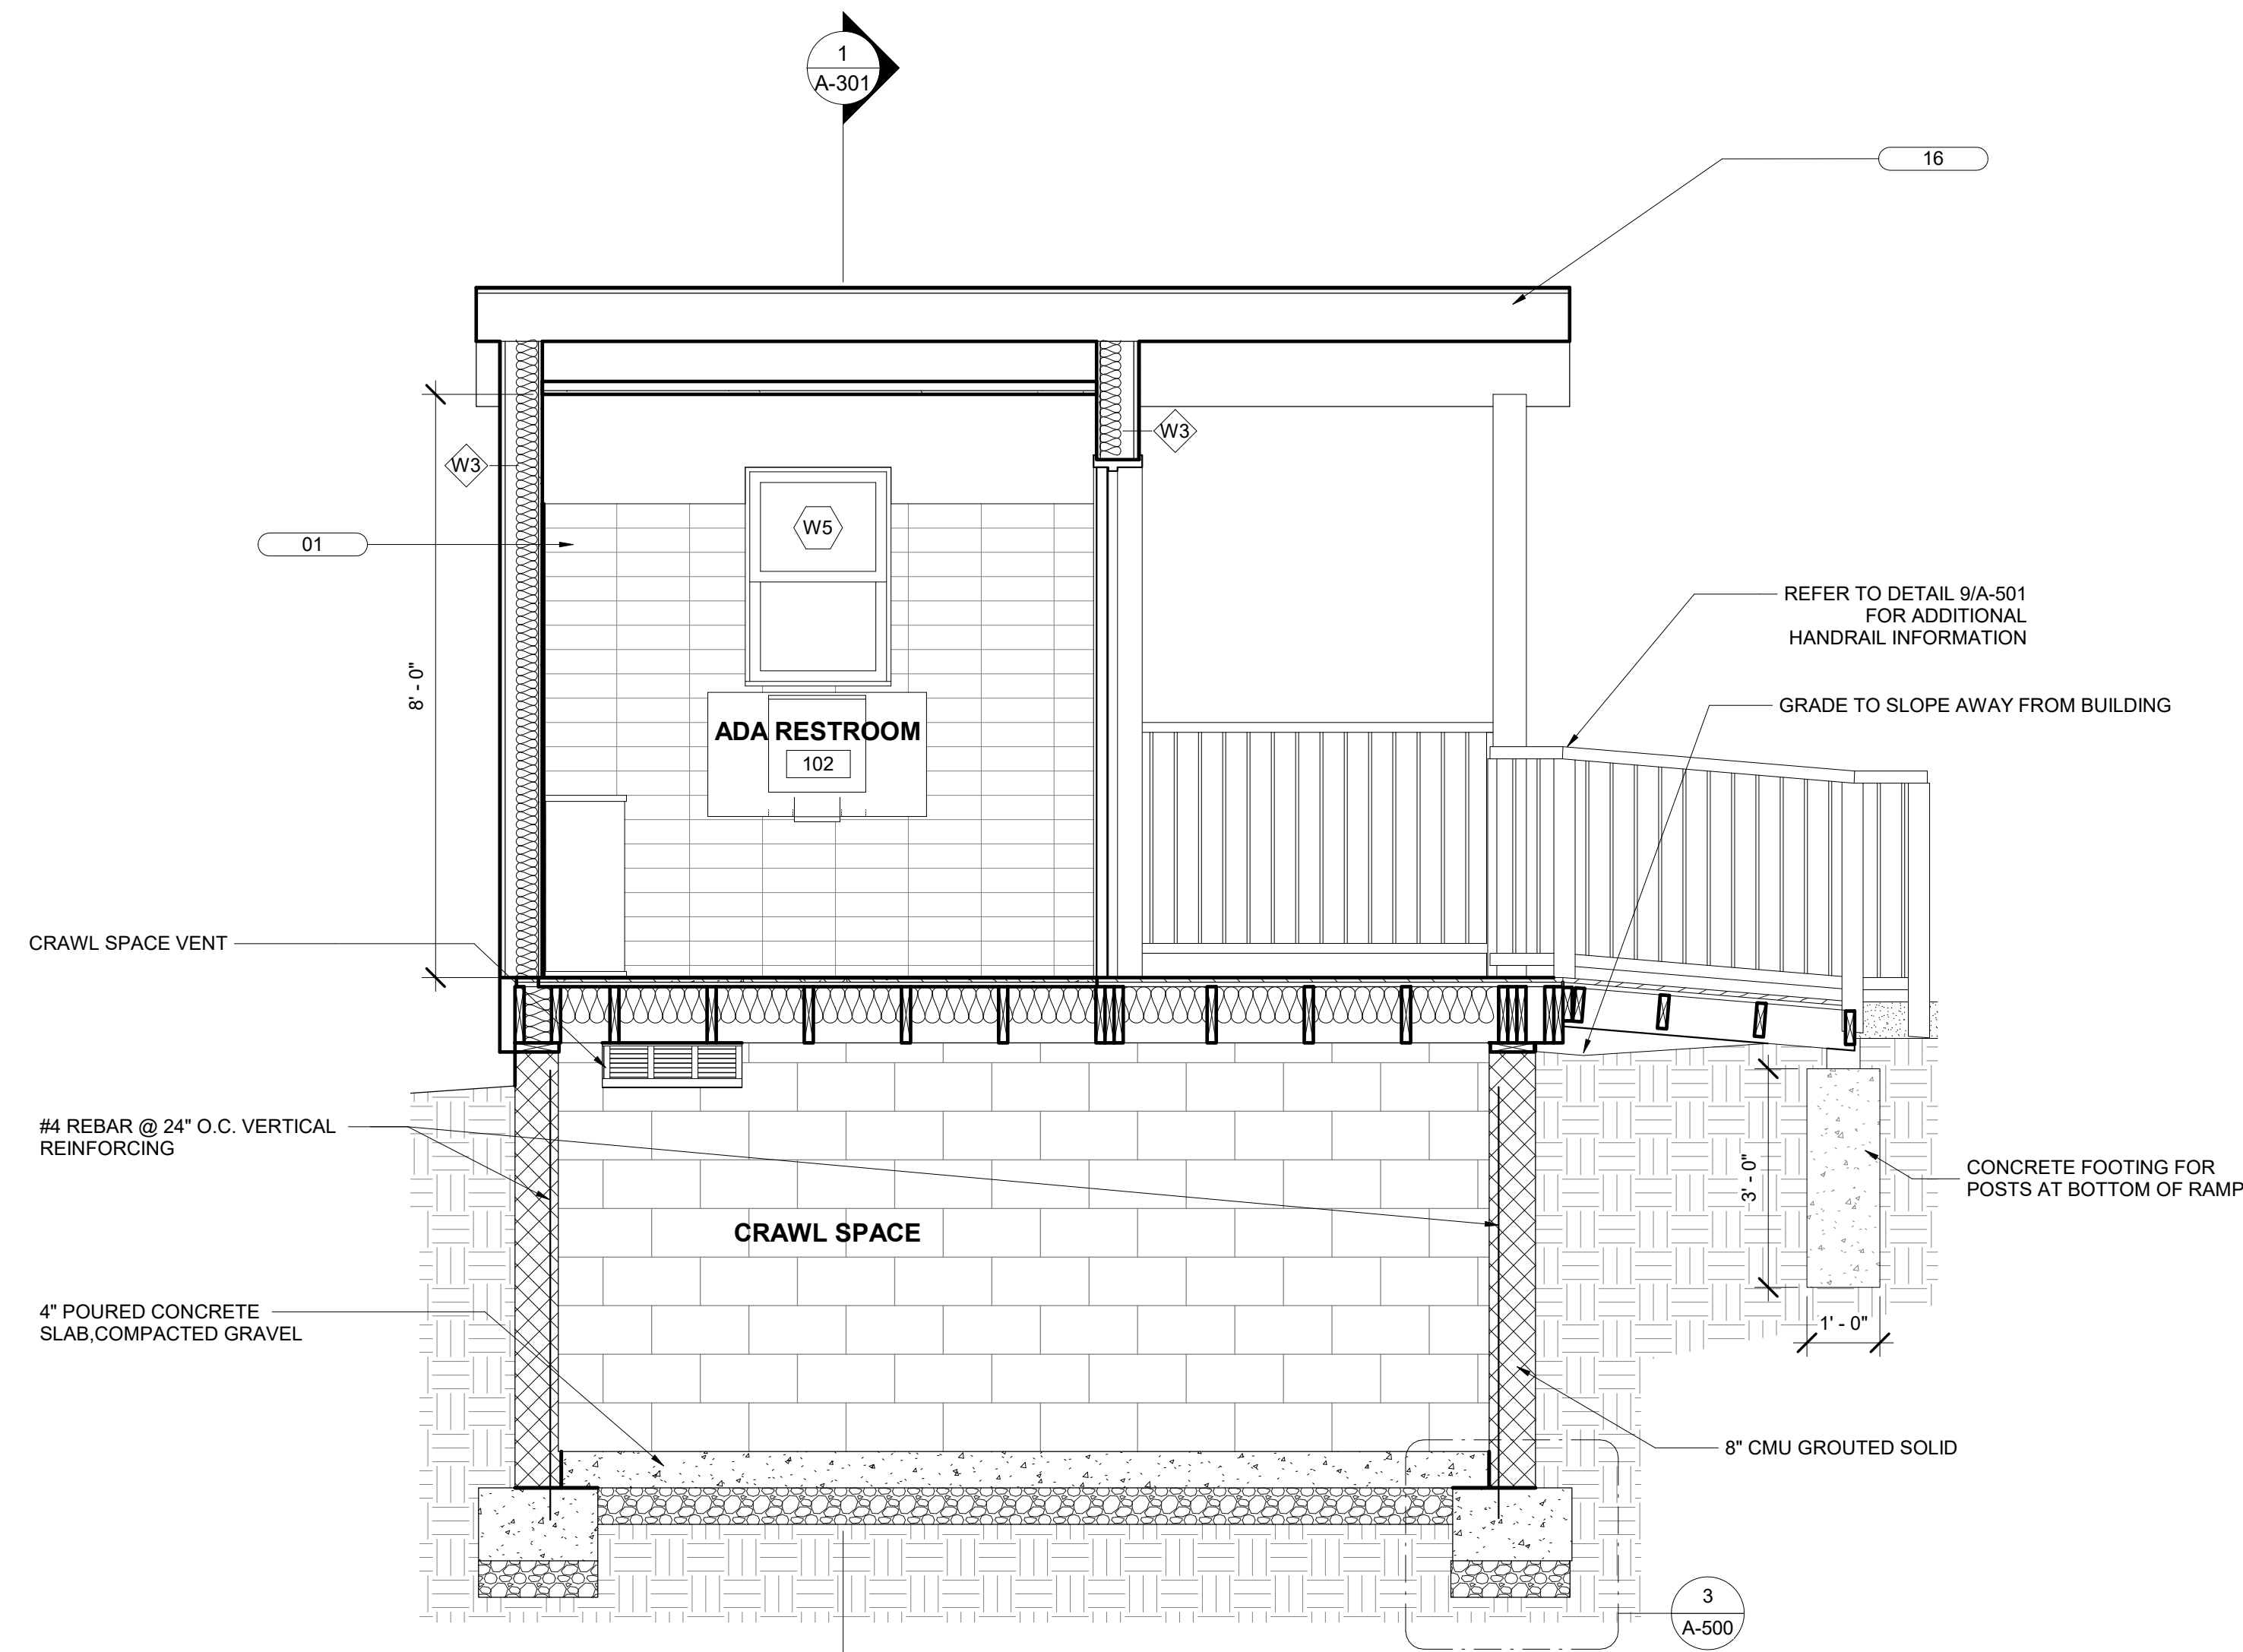 1
A-301
16
W3
W3
01
W5
8' - 0"
REFER TO DETAIL 9/A-501
FOR ADDITIONAL
HANDRAIL INFORMATION
GRADE TO SLOPE AWAY FROM BUILDING
ADA RESTROOM
102
CRAWL SPACE VENT
#4 REBAR @ 24" O.C. VERTICAL
REINFORCING
3' - 0"
CONCRETE FOOTING FOR
POSTS AT BOTTOM OF RAMP
CRAWL SPACE
4" POURED CONCRETE
SLAB,COMPACTED GRAVEL
1' - 0"
8" CMU GROUTED SOLID
3
A-500